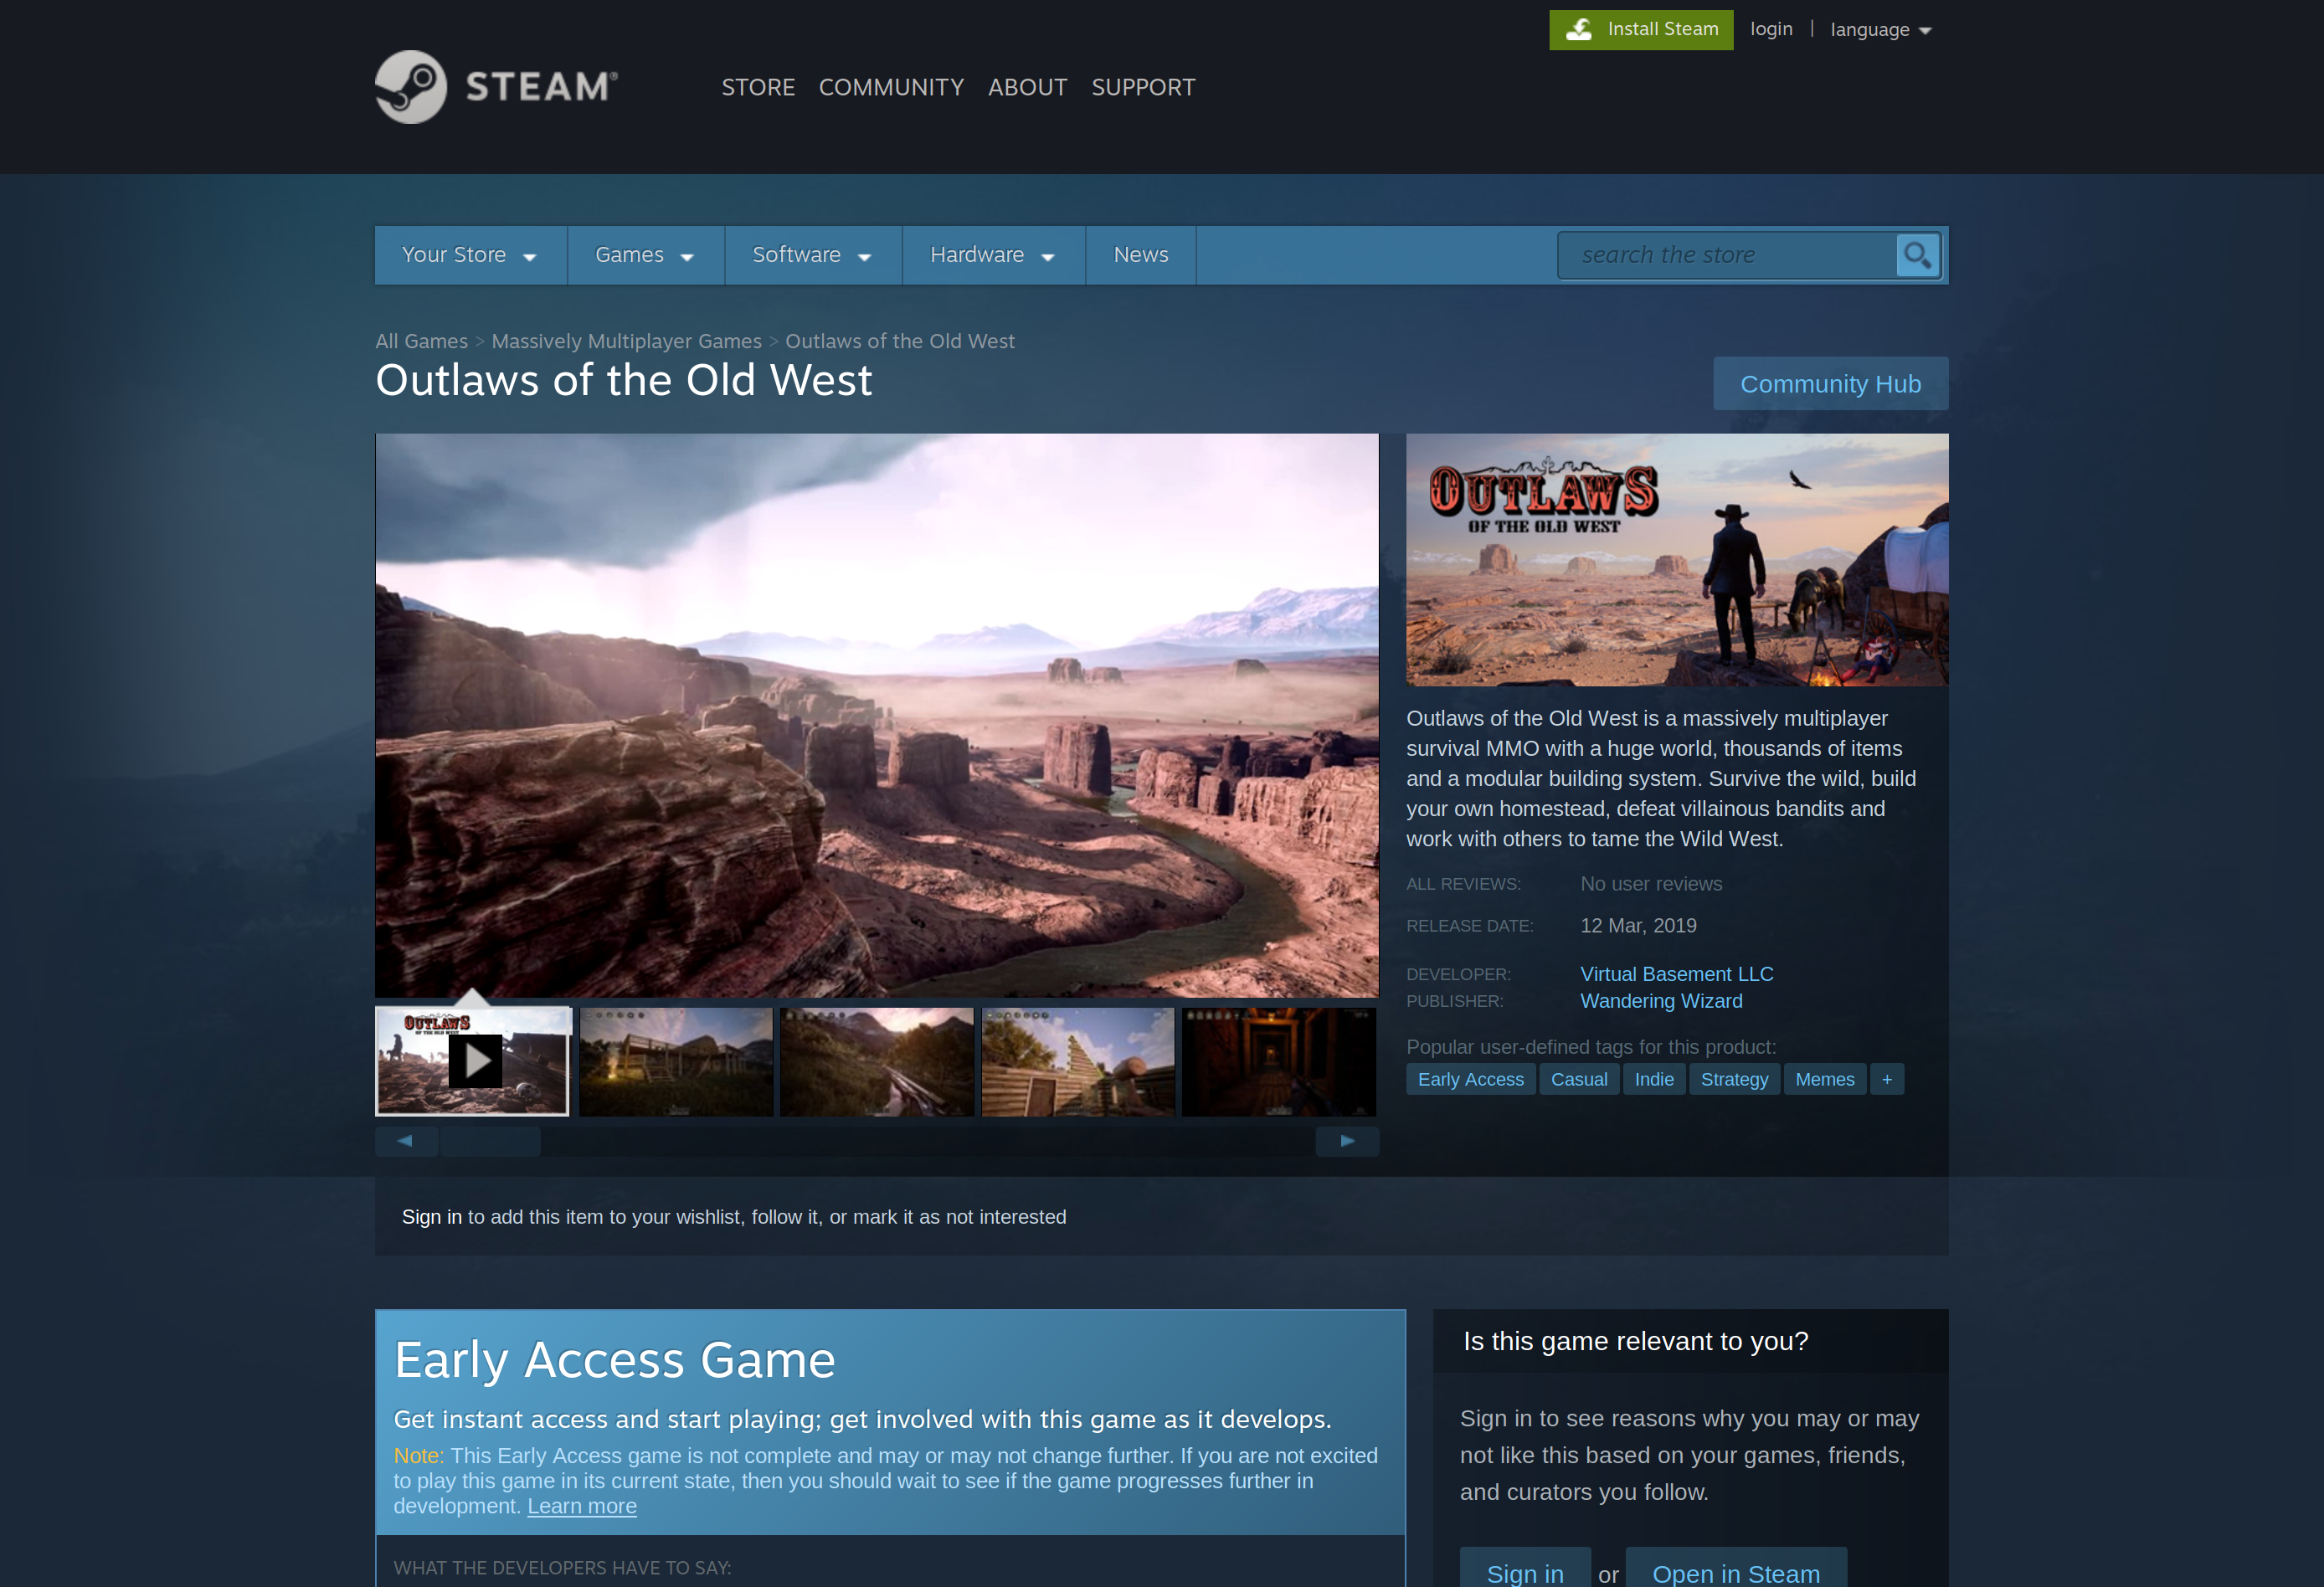 Install Steam
login | language
STEAM®
STORE COMMUNITY ABOUT SUPPORT
Your Store Games Software Hardware News
search the store
All Games > Massively Multiplayer Games > Outlaws of the Old West
Outlaws of the Old West
Community Hub
OUTLAWS
OF THE OLD WEST
Outlaws of the Old West is a massively multiplayer
survival MMO with a huge world, thousands of items
and a modular building system. Survive the wild, build
your own homestead, defeat villainous bandits and
work with others to tame the Wild West.
ALL REVIEWS: No user reviews
RELEASE DATE: 12 Mar, 2019
DEVELOPER: Virtual Basement LLC
PUBLISHER: Wandering Wizard
Popular user-defined tags for this product:
Early Access Casual Indie Strategy Memes +
OUTLAWS
OF THE OLD WEST
Sign in to add this item to your wishlist, follow it, or mark it as not interested
Early Access Game
Get instant access and start playing; get involved with this game as it develops.
Note: This Early Access game is not complete and may or may not change further. If you are not excited
to play this game in its current state, then you should wait to see if the game progresses further in
development. Learn more
WHAT THE DEVELOPERS HAVE TO SAY:
Is this game relevant to you?
Sign in to see reasons why you may or may
not like this based on your games, friends,
and curators you follow.
Sign in or Open in Steam